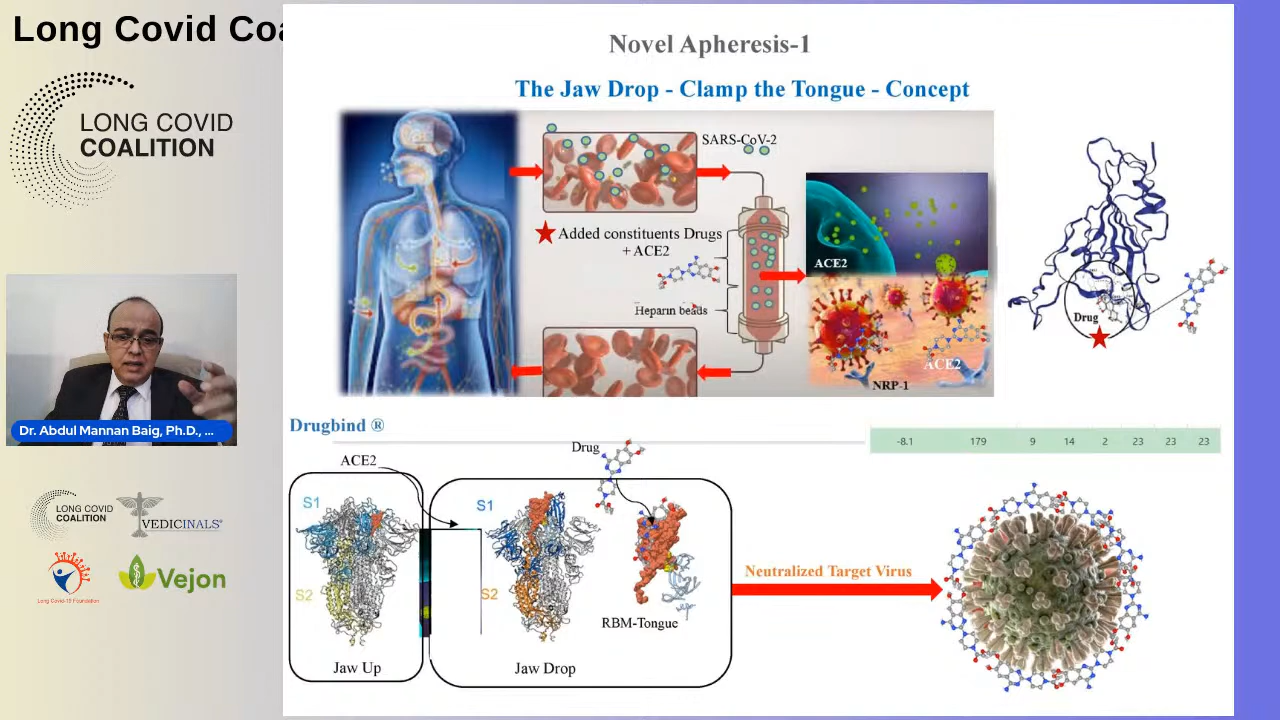 Long Covid Coa
LONG COVID
COALITION
Dr. Abdul Mannan Baig, Ph.D., ...
LONG COVID
COALITION
VEDICINALS®
Long Covid-19 Foundation
Vejon
Novel Apheresis-1
The Jaw Drop - Clamp the Tongue - Concept
SARS-CoV-2
Added constituents Drugs
+ ACE2
Heparin beads
ACE2
ACE2
NRP-1
Drug
Drugbind ®
-8.1 179 9 14 2 23 23 23
ACE2
S1
S2
Jaw Up
Drug
S1
S2
RBM-Tongue
Jaw Drop
Neutralized Target Virus